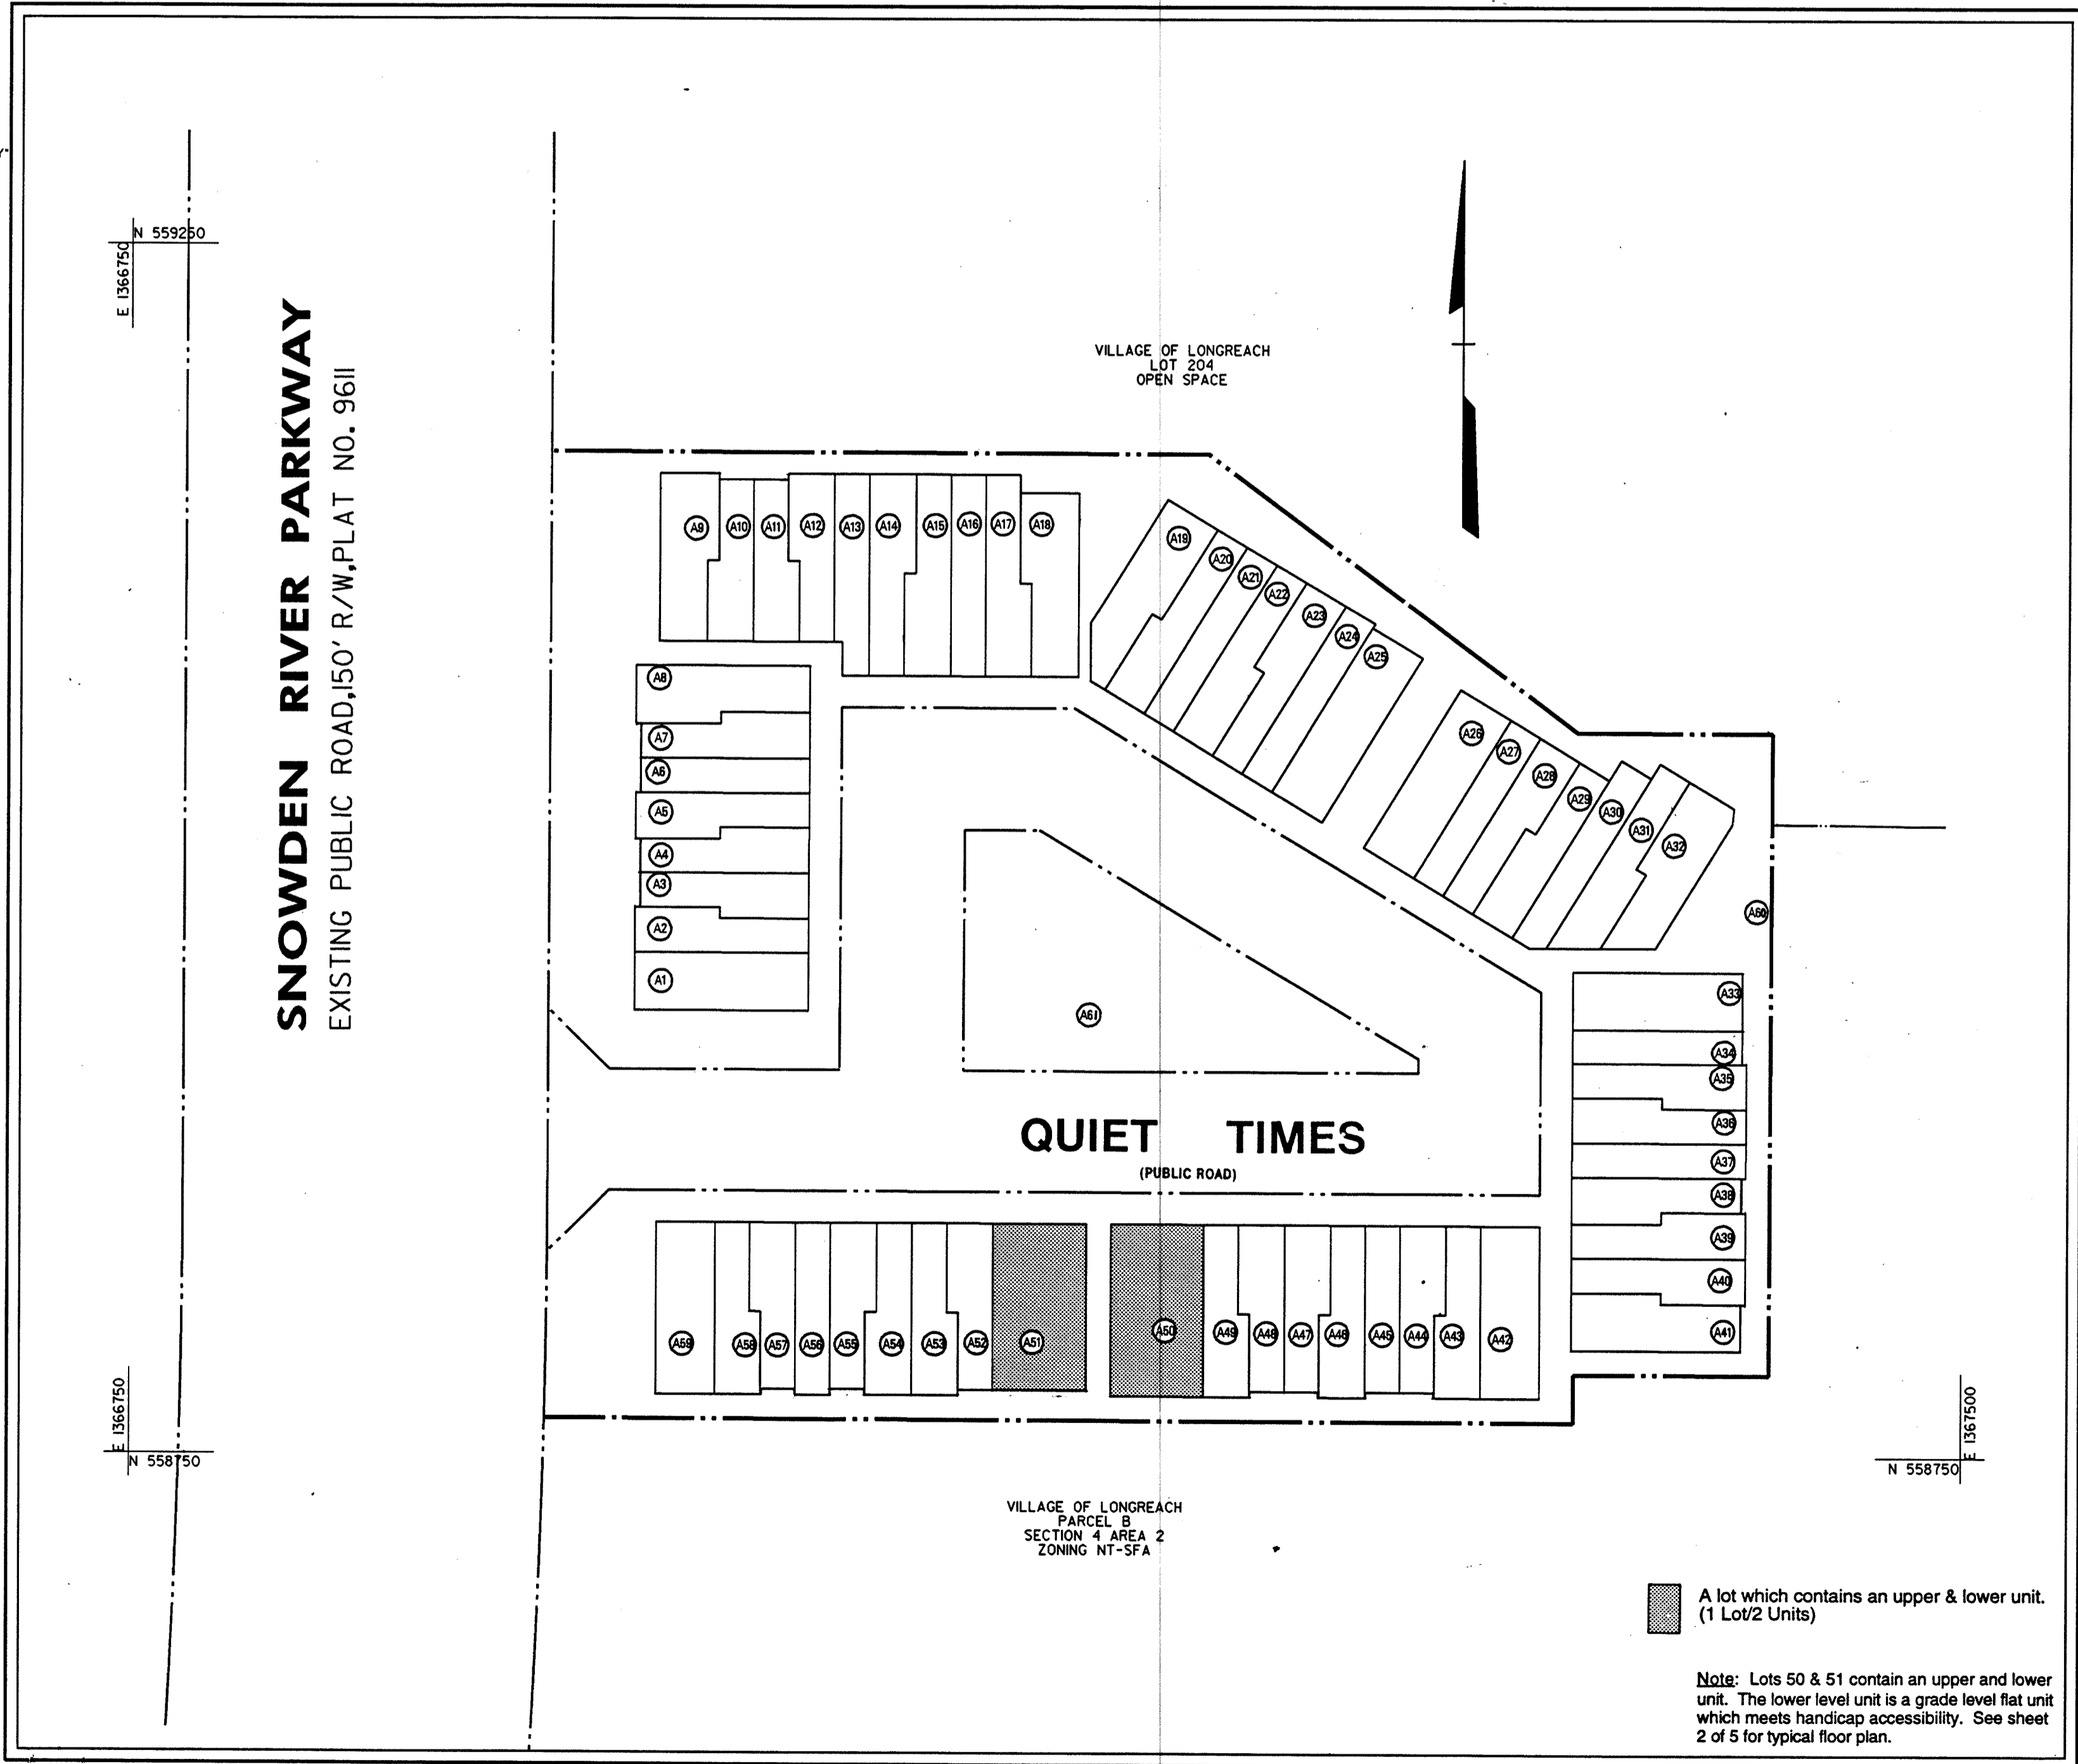 N 559250
E 1366750
SNOWDEN RIVER PARKWAY
EXISTING PUBLIC ROAD,150' R/W,PLAT NO. 9611
VILLAGE OF LONGREACH
LOT 204
OPEN SPACE
A9
A10
A11
A12
A13
A14
A15
A16
A17
A18
A19
A20
A21
A22
A23
A24
A25
A26
A27
A28
A29
A30
A31
A32
A8
A7
A6
A5
A4
A3
A2
A1
A60
A61
A33
A34
A35
A36
A37
A38
A39
A40
A41
QUIET TIMES
(PUBLIC ROAD)
A59
A58
A57
A56
A55
A54
A53
A52
A51
A50
A49
A48
A47
A46
A45
A44
A43
A42
E 1366750
N 558750
E 1367500
N 558750
VILLAGE OF LONGREACH
PARCEL B
SECTION 4 AREA 2
ZONING NT-SFA
A lot which contains an upper & lower unit.
(1 Lot/2 Units)
Note: Lots 50 & 51 contain an upper and lower
unit. The lower level unit is a grade level flat unit
which meets handicap accessibility. See sheet
2 of 5 for typical floor plan.